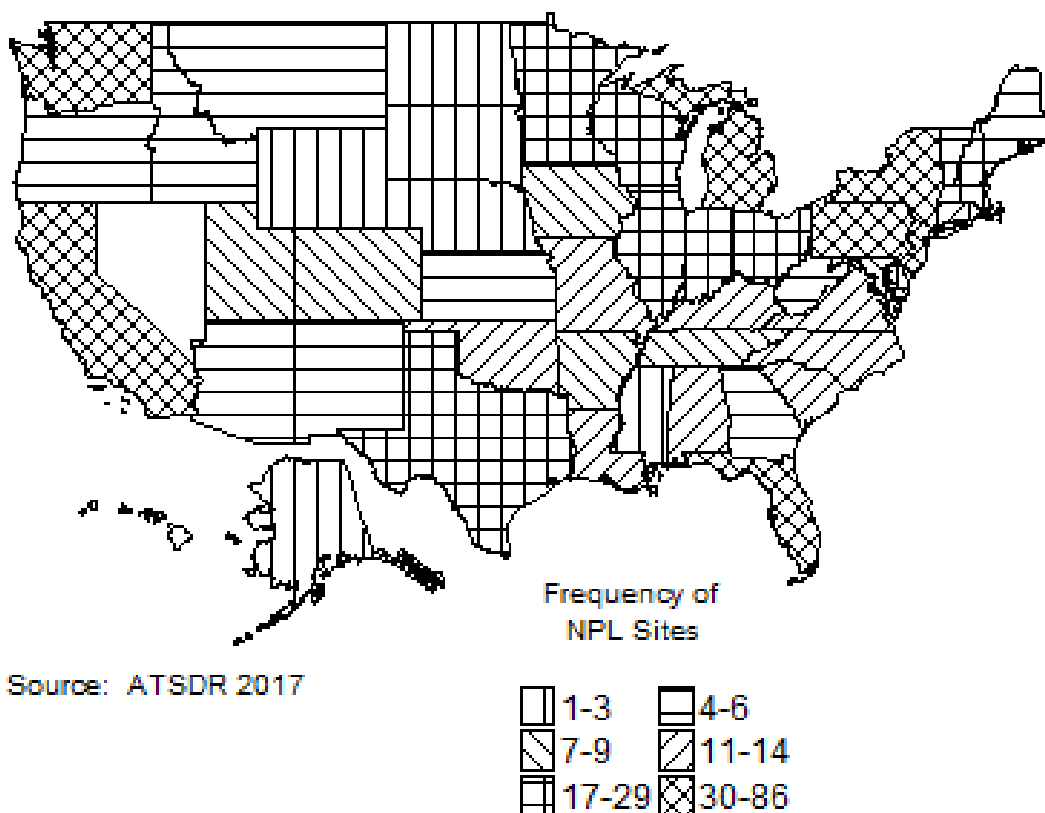 Frequency of
NPL Sites
Source: ATSDR 2017
1-3 4-6
7-9 11-14
17-29 30-86